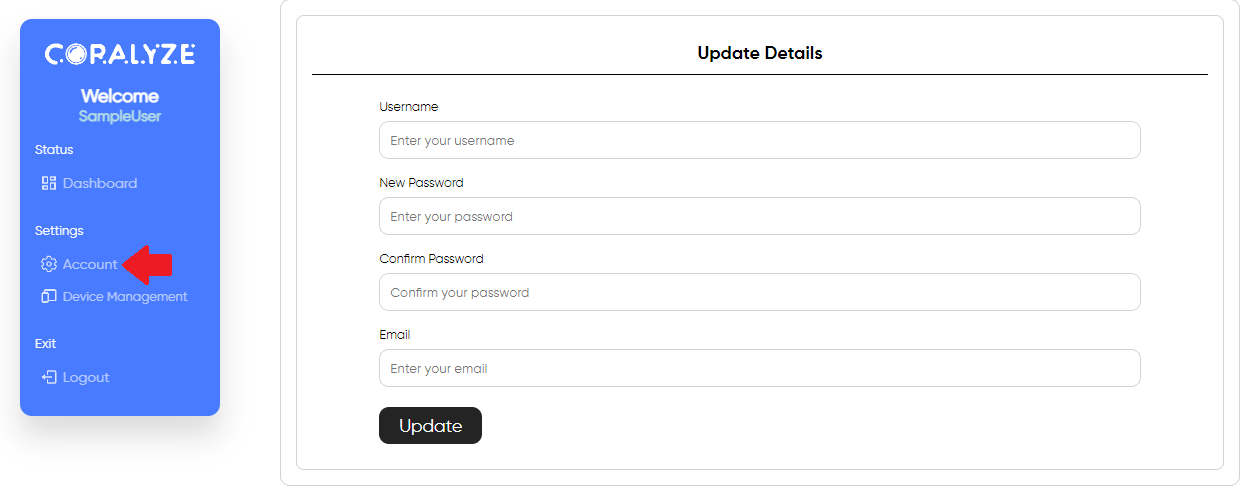 CORALYZE
Welcome
SampleUser
Status
Dashboard
Settings
Account
Device Management
Exit
Logout
Update Details
Username
Enter your username
New Password
Enter your password
Confirm Password
Confirm your password
Email
Enter your email
Update